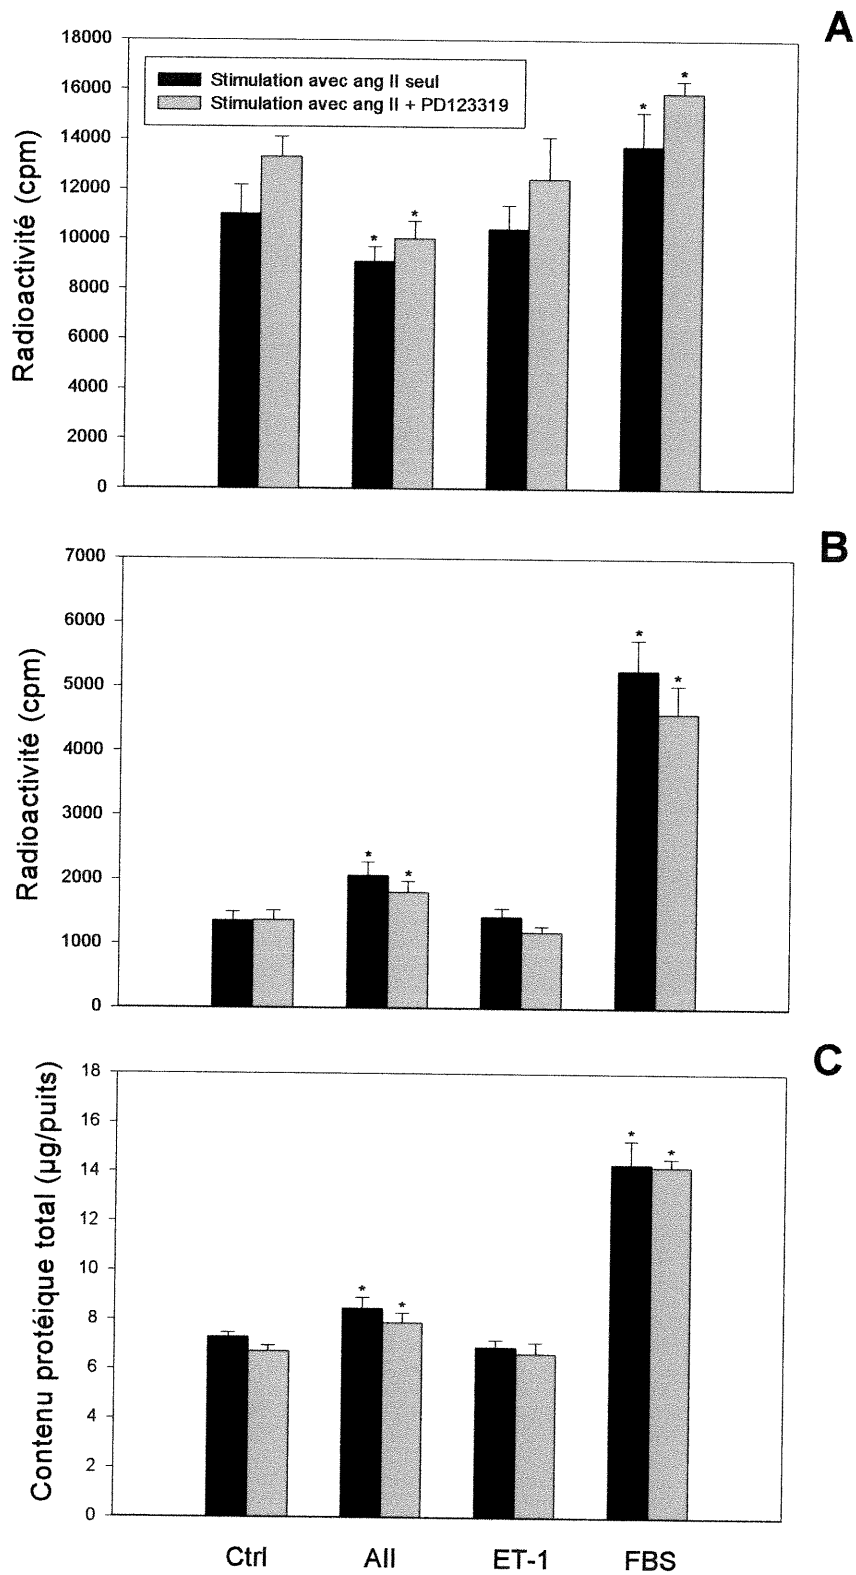 A
18000
16000
14000
12000
10000
8000
6000
4000
2000
0
Radioactivité (cpm)
Stimulation avec ang II seul
Stimulation avec ang II + PD123319
* * * *
B
7000
6000
5000
4000
3000
2000
1000
0
Radioactivité (cpm)
* * * *
C
18
16
14
12
10
8
6
4
2
0
Contenu protéique total (µg/puits)
* * * *
Ctrl AII ET-1 FBS